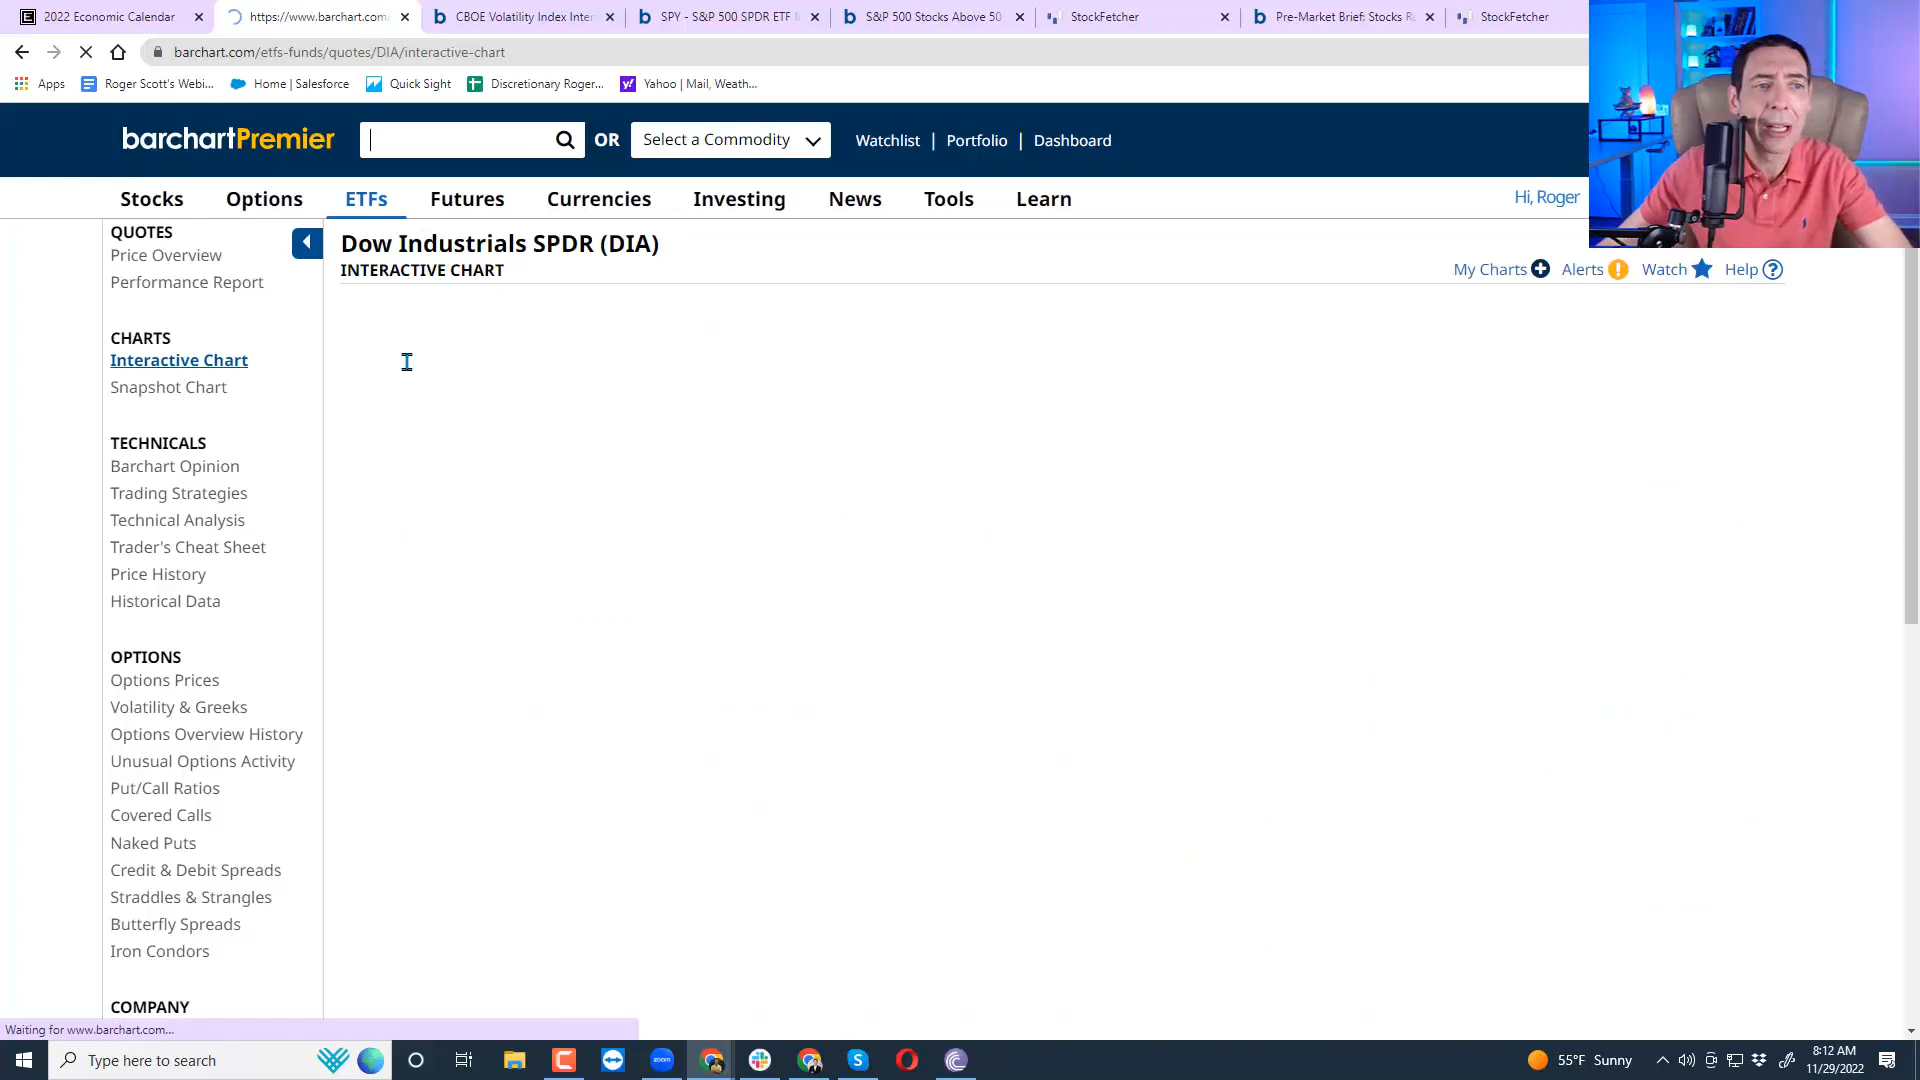 2022 Economic Calendar
https://www.barchart.com
CBOE Volatility Index Inter
SPY - S&P 500 SPDR ETF I
S&P 500 Stocks Above 50
StockFetcher
Pre-Market Brief: Stocks R
StockFetcher
barchart.com/etfs-funds/quotes/DIA/interactive-chart
Apps
Roger Scott's Webi...
Home | Salesforce
Quick Sight
Discretionary Roger...
Yahoo | Mail, Weath...
barchartPremier
OR
Select a Commodity
Watchlist | Portfolio | Dashboard
Stocks
Options
ETFs
Futures
Currencies
Investing
News
Tools
Learn
Hi, Roger
QUOTES
Price Overview
Performance Report
CHARTS
Interactive Chart
Snapshot Chart
TECHNICALS
Barchart Opinion
Trading Strategies
Technical Analysis
Trader's Cheat Sheet
Price History
Historical Data
OPTIONS
Options Prices
Volatility & Greeks
Options Overview History
Unusual Options Activity
Put/Call Ratios
Covered Calls
Naked Puts
Credit & Debit Spreads
Straddles & Strangles
Butterfly Spreads
Iron Condors
COMPANY
Dow Industrials SPDR (DIA)
INTERACTIVE CHART
My Charts
Alerts
Watch
Help
Waiting for www.barchart.com...
Type here to search
zoom
55°F Sunny
8:12 AM
11/29/2022